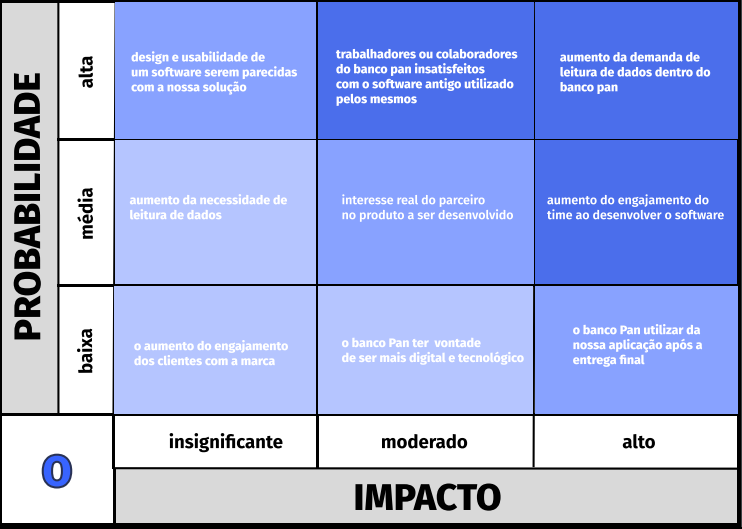 PROBABILIDADE
alta
design e usabilidade de
um software serem parecidas
com a nossa solução
trabalhadores ou colaboradores
do banco pan insatisfeitos
com o software antigo utilizado
pelos mesmos
aumento da demanda de
leitura de dados dentro do
banco pan
média
aumento da necessidade de
leitura de dados
interesse real do parceiro
no produto a ser desenvolvido
aumento do engajamento do
time ao desenvolver o software
baixa
o aumento do engajamento
dos clientes com a marca
o banco Pan ter vontade
de ser mais digital e tecnológico
o banco Pan utilizar da
nossa aplicação após a
entrega final
O
insignificante
moderado
alto
IMPACTO